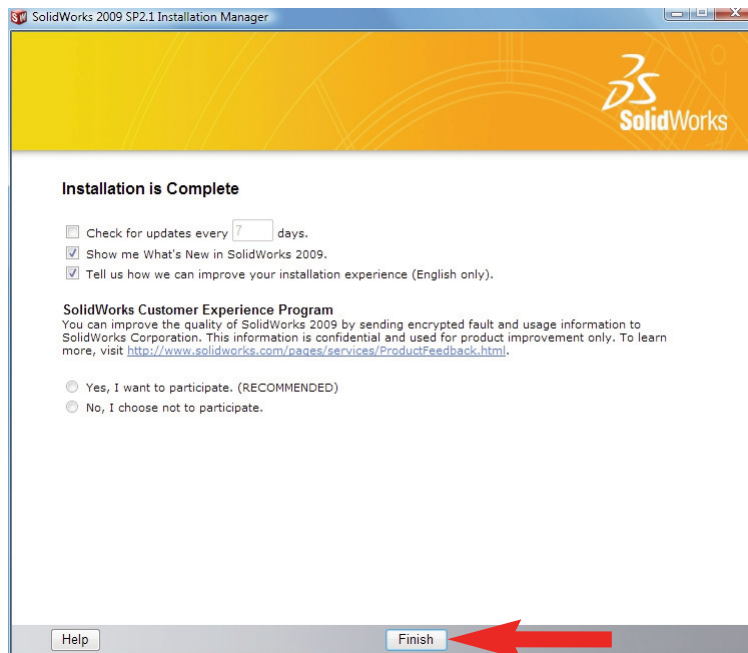 SolidWorks 2009 SP2.1 Installation Manager
SolidWorks
Installation is Complete
Check for updates every 7 days.
Show me What's New in SolidWorks 2009.
Tell us how we can improve your installation experience (English only).
SolidWorks Customer Experience Program
You can improve the quality of SolidWorks 2009 by sending encrypted fault and usage information to
SolidWorks Corporation. This information is confidential and used for product improvement only. To learn
more, visit http://www.solidworks.com/pages/services/ProductFeedback.html.
Yes, I want to participate. (RECOMMENDED)
No, I choose not to participate.
Help Finish